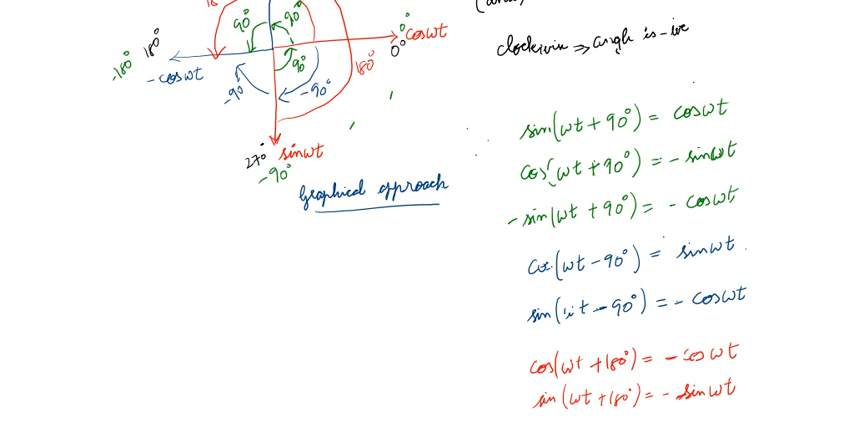 90°
90°
cosωt
0°
0°
180°
-180°
-cosωt
-90°
90°
-90°
180°
270°
sinωt
-90°
Graphical approach
clockwise ⇒ angle is -ive
sin(ωt + 90°) = cosωt
cos(ωt + 90°) = - sinωt
- sin(ωt + 90°) = - cosωt
cos(ωt - 90°) = sinωt
sin(ωt - 90°) = - cosωt
cos(ωt + 180°) = - cosωt
sin(ωt + 180°) = - sinωt